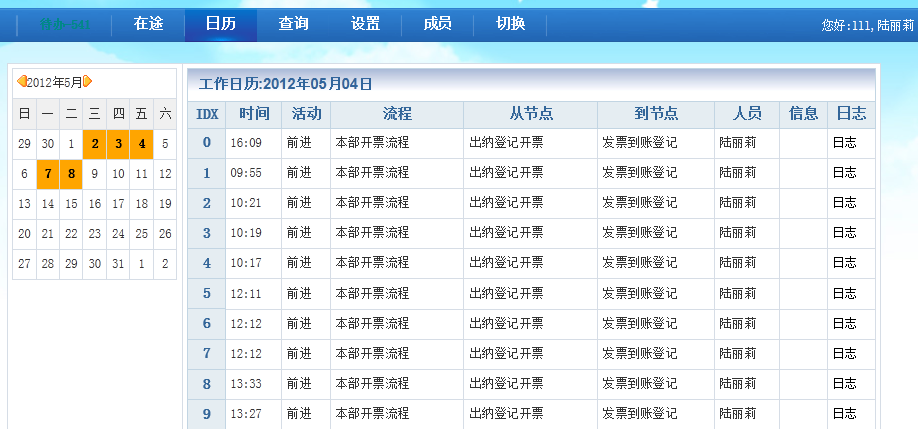 在途 日历 查询 设置 成员 切换 您好:111, 陆丽莉
2012年5月
日 一 二 三 四 五 六
29 30 1 2 3 4 5
6 7 8 9 10 11 12
13 14 15 16 17 18 19
20 21 22 23 24 25 26
27 28 29 30 31 1 2
工作日历:2012年05月04日
IDX 时间 活动 流程 从节点 到节点 人员 信息 日志
0 16:09 前进 本部开票流程 出纳登记开票 发票到账登记 陆丽莉 日志
1 09:55 前进 本部开票流程 出纳登记开票 发票到账登记 陆丽莉 日志
2 10:21 前进 本部开票流程 出纳登记开票 发票到账登记 陆丽莉 日志
3 10:19 前进 本部开票流程 出纳登记开票 发票到账登记 陆丽莉 日志
4 10:17 前进 本部开票流程 出纳登记开票 发票到账登记 陆丽莉 日志
5 12:11 前进 本部开票流程 出纳登记开票 发票到账登记 陆丽莉 日志
6 12:12 前进 本部开票流程 出纳登记开票 发票到账登记 陆丽莉 日志
7 12:12 前进 本部开票流程 出纳登记开票 发票到账登记 陆丽莉 日志
8 13:33 前进 本部开票流程 出纳登记开票 发票到账登记 陆丽莉 日志
9 13:27 前进 本部开票流程 出纳登记开票 发票到账登记 陆丽莉 日志